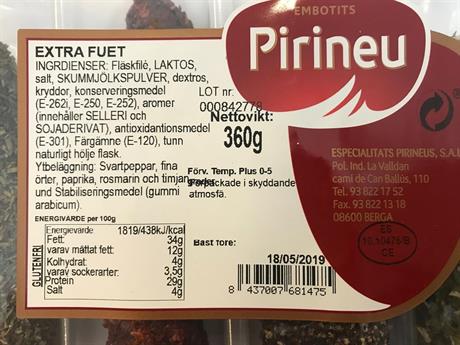 EMBOTITS
Pirineu
EXTRA FUET
INGRDIENSER: Fläskfilé, LAKTOS,
salt, SKUMMJÖLKSPULVER, dextros,
kryddor, konserveringsmedel
(E-262i, E-250, E-252), aromer
(innehåller SELLERI och
SOJADERIVAT), antioxidantionsmedel
(E-301), Färgämne (E-120), tunn
naturligt hölje flask.
Ytbeläggning: Svartpeppar, fina
örter, paprika, rosmarin och timjan
und Stabiliseringsmedel (gummi
arabicum).
LOT nr:
000842778
Nettovikt:
360g
Förv. Temp. Plus 0-5
Förpackade i skyddande
atmosfä.
ESPECIALITATS PIRINEUS, S.A.
Pol. Ind. La Valldan
camí de Can Ballús, 110
Tel. 93 822 17 52
Fax. 93 822 13 18
08600 BERGA
ES
CE
ENERGIVÄRDE per 100g
Energivärde 1819/438kJ/kcal
Fett: 34g
varav mättat fett: 12g
Kolhydrat: 4g
varav sockerarter: 3,5g
Protein 29g
Salt 4g
GLUTENFRI
Bäst före:
18/05/2019
8 437007 681475